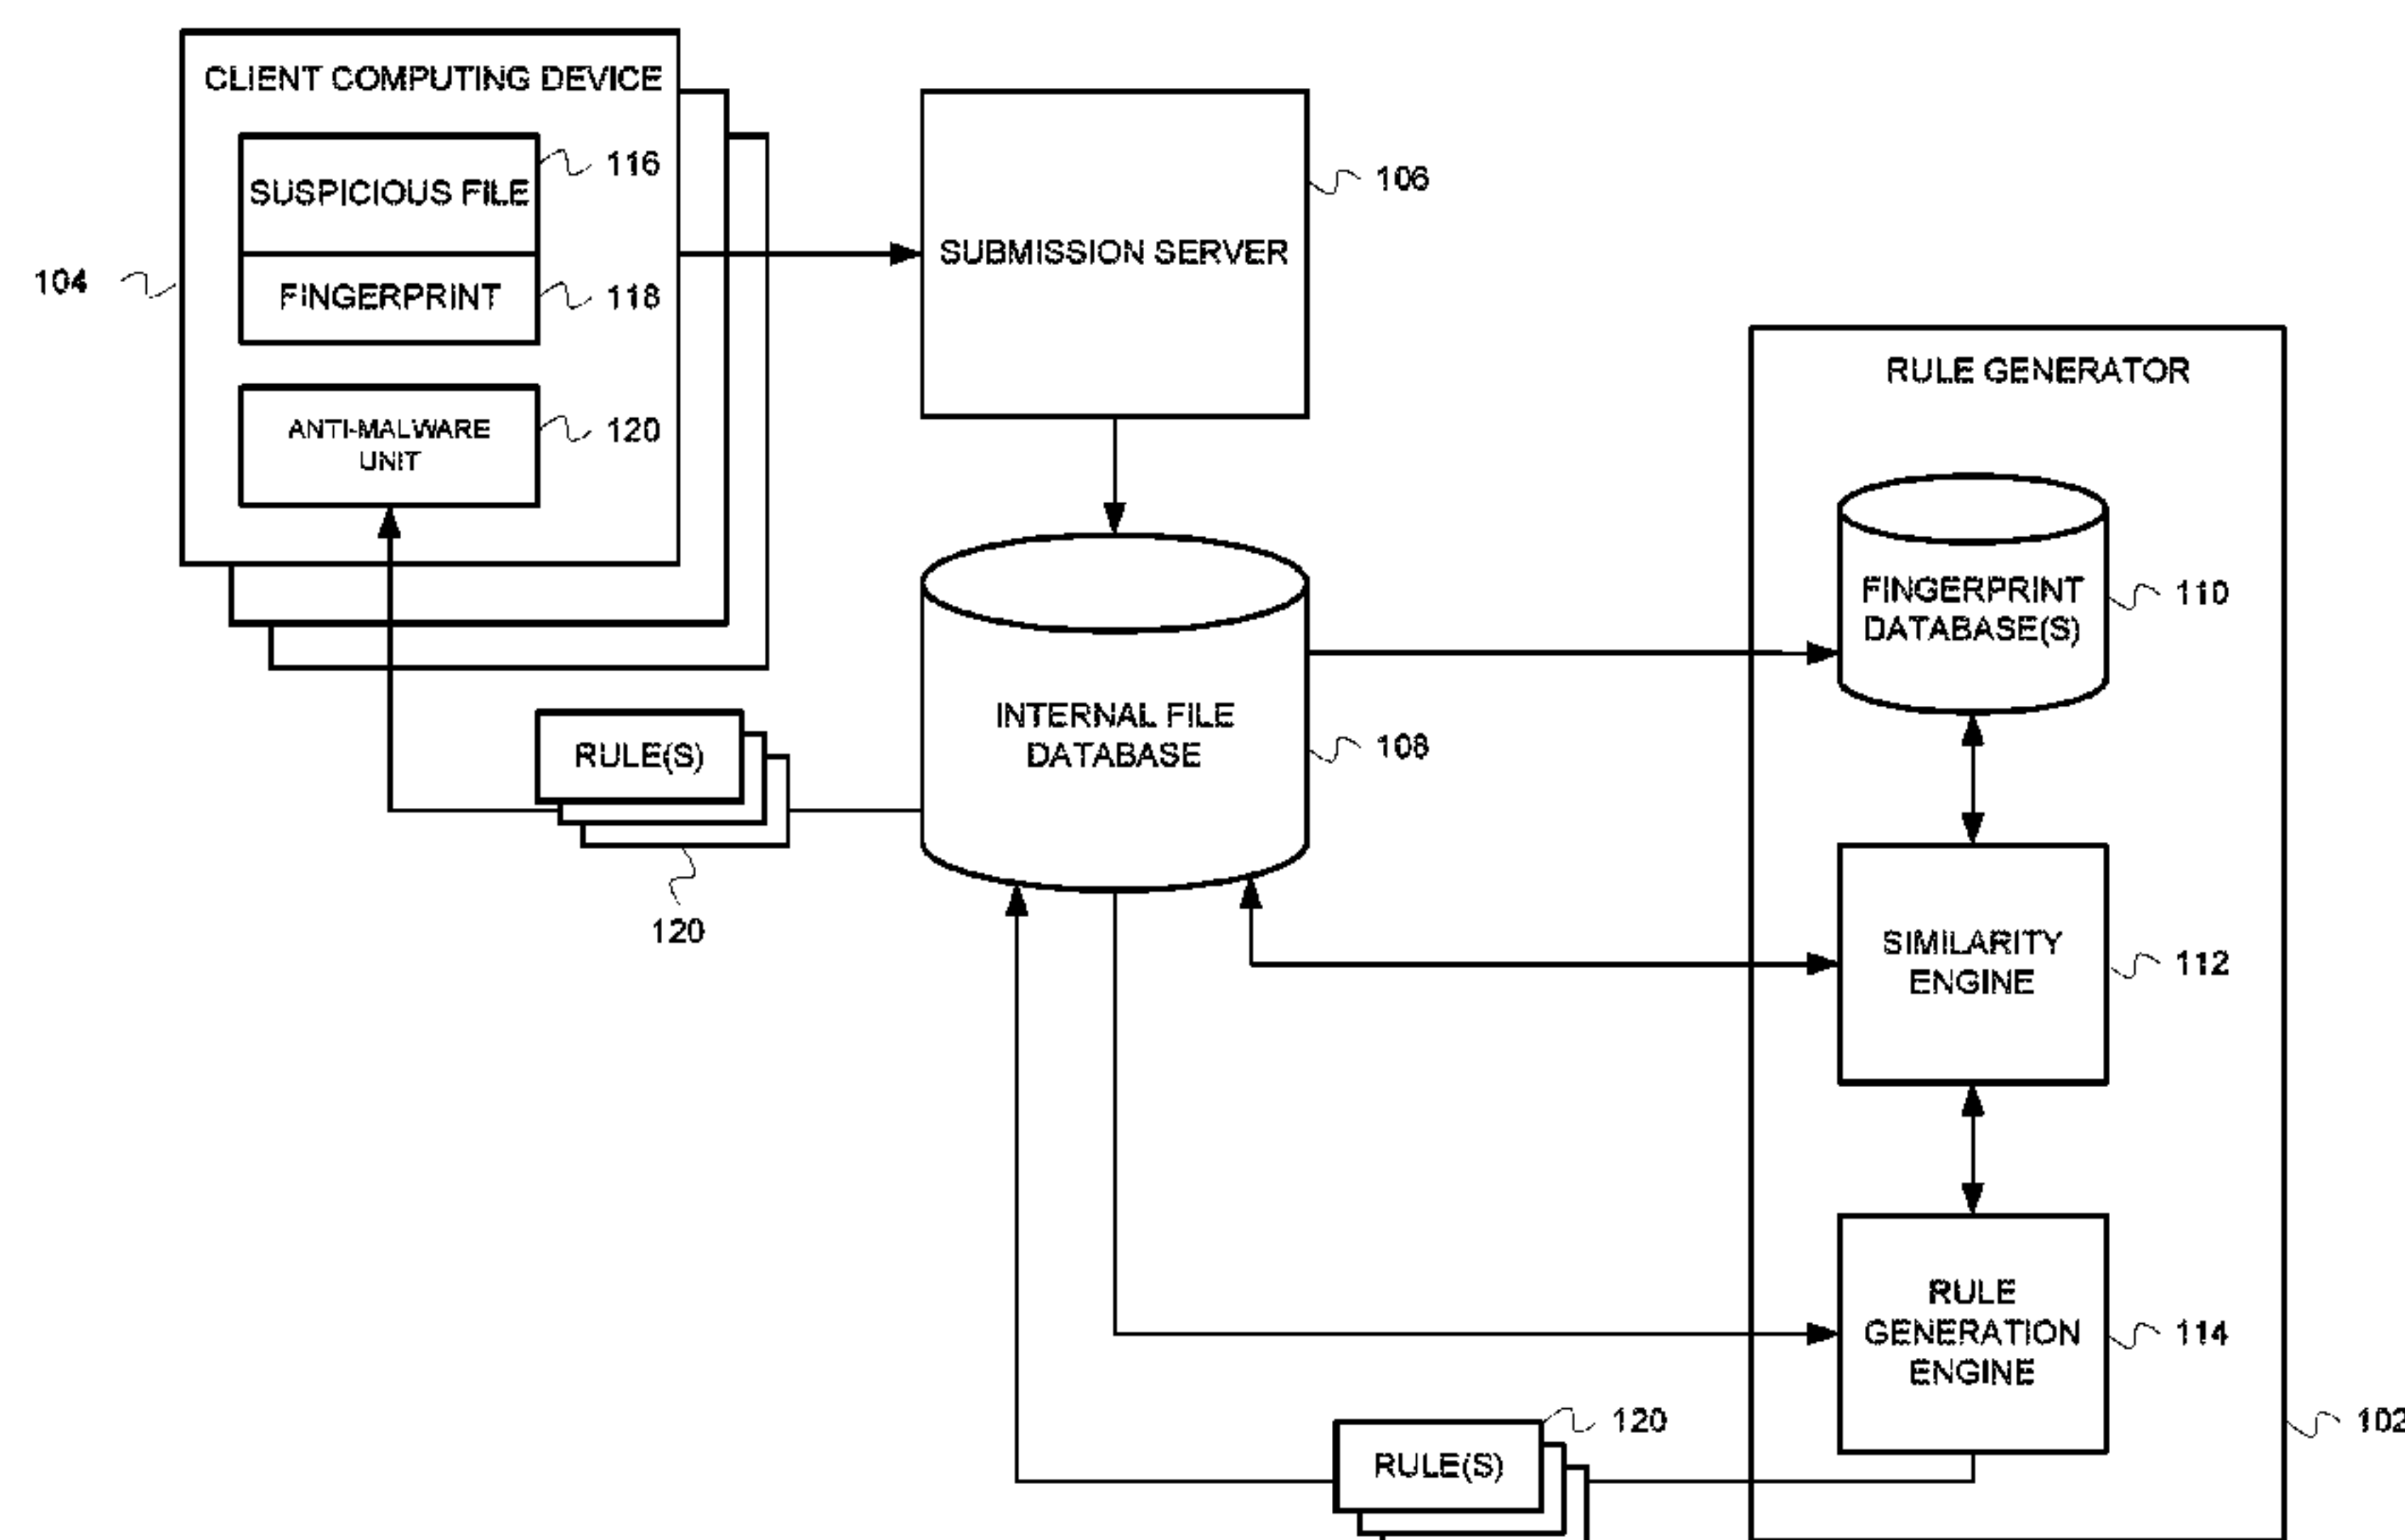 CLIENT COMPUTING DEVICE
SUSPICIOUS FILE
116
FINGERPRINT
118
104
ANTI-MALWARE
UNIT
120
SUBMISSION SERVER
106
RULE GENERATOR
FINGERPRINT
DATABASE(S)
110
INTERNAL FILE
DATABASE
108
RULE(S)
120
SIMILARITY
ENGINE
112
RULE
GENERATION
ENGINE
114
RULE(S)
120
102